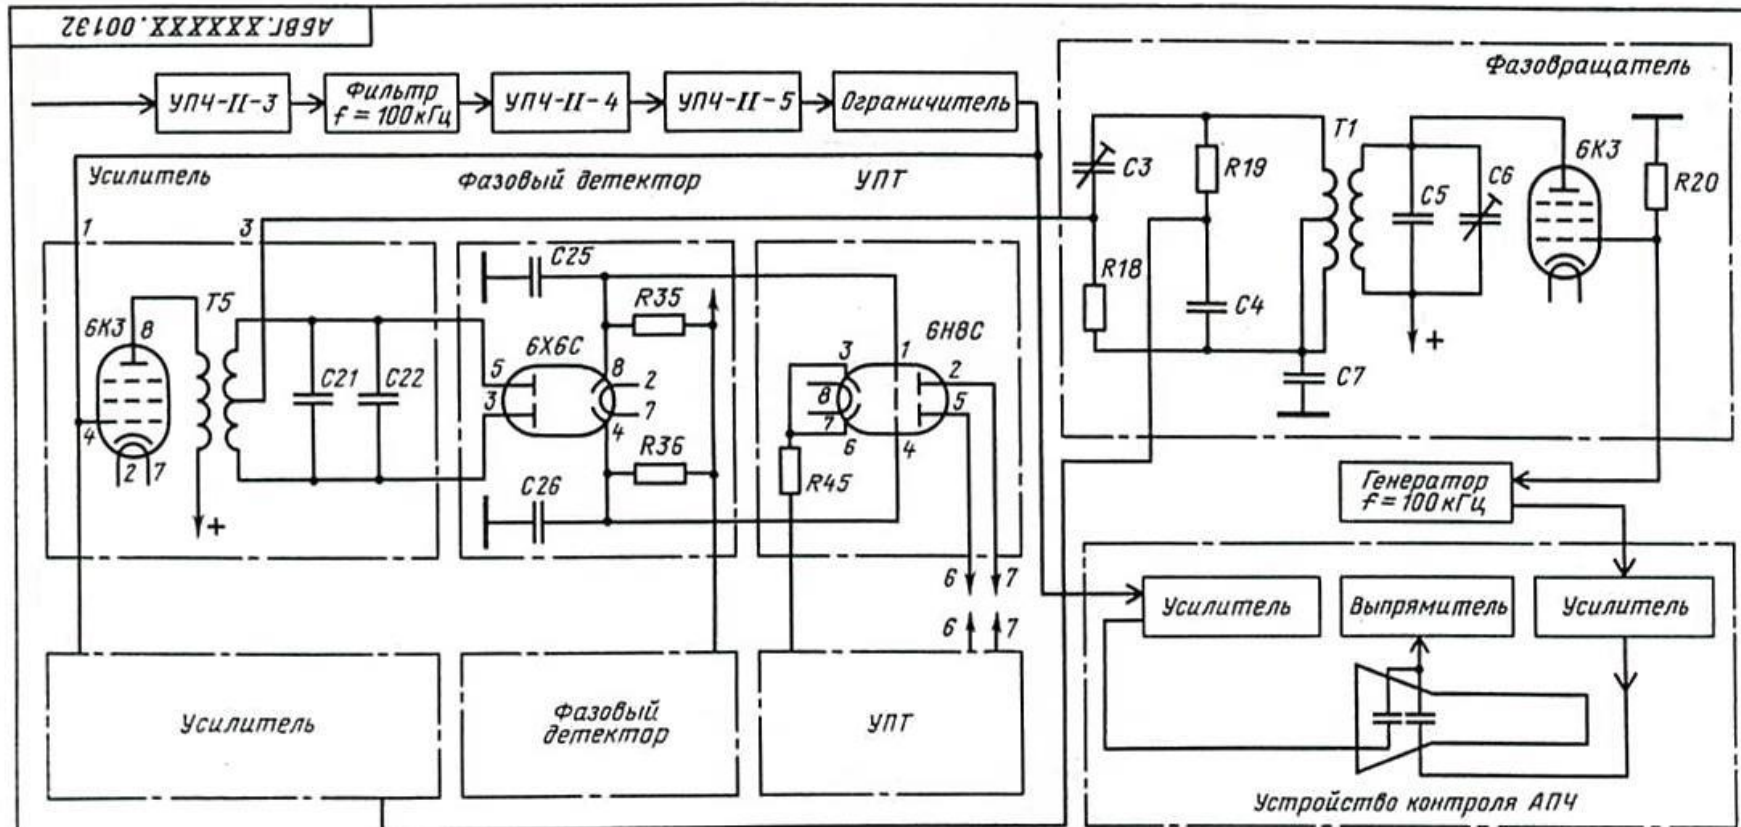 АБВГ.XXXXXX.00132
УПЧ-II-3
Фильтр
f = 100 кГц
УПЧ-II-4
УПЧ-II-5
Ограничитель
Фазовращатель
C3
R19
T1
C5
C6
6К3
R20
R18
C4
C7
+
Усилитель
Фазовый детектор
УПТ
1
3
6К3
8
T5
4
2
7
+
C21
C22
C25
R35
6Х6С
5
3
8
2
7
4
R36
C26
6Н8С
3
1
2
8
5
7
6
4
R45
6
7
6
7
Генератор
f = 100 кГц
Усилитель
Выпрямитель
Усилитель
Усилитель
Фазовый
детектор
УПТ
Устройство контроля АПЧ